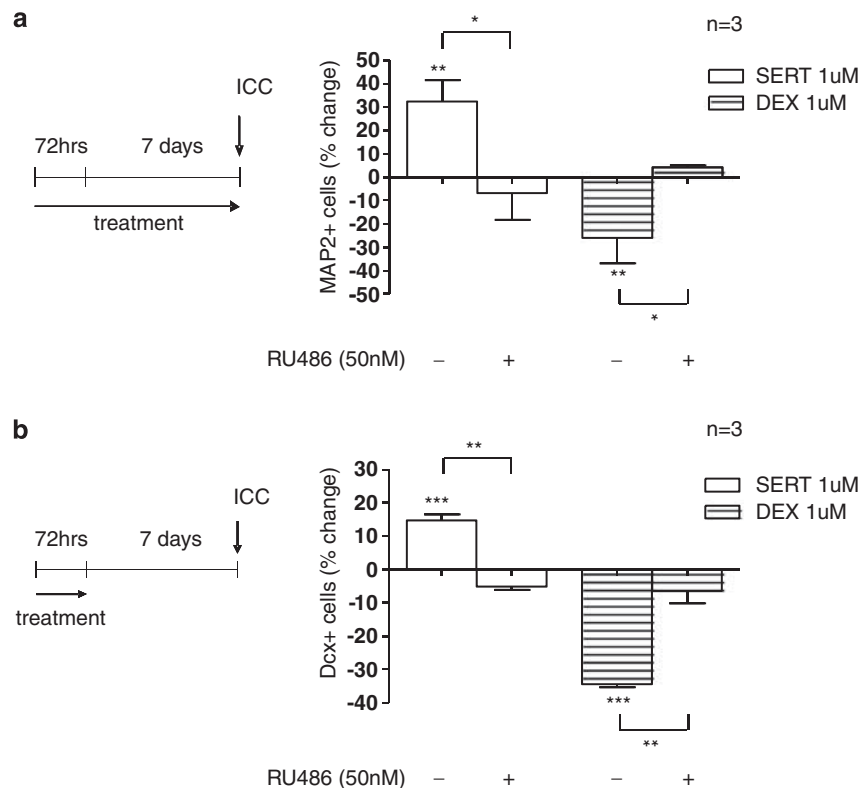 a
n=3
ICC
72hrs
7 days
treatment
MAP2+ cells (% change)
50
40
30
20
10
0
-10
-20
-30
-40
-50
*
**
**
*
SERT 1uM
DEX 1uM
RU486 (50nM) – + – +
b
n=3
ICC
72hrs
7 days
treatment
Dcx+ cells (% change)
30
20
10
0
-10
-20
-30
-40
**
***
***
**
SERT 1uM
DEX 1uM
RU486 (50nM) – + – +